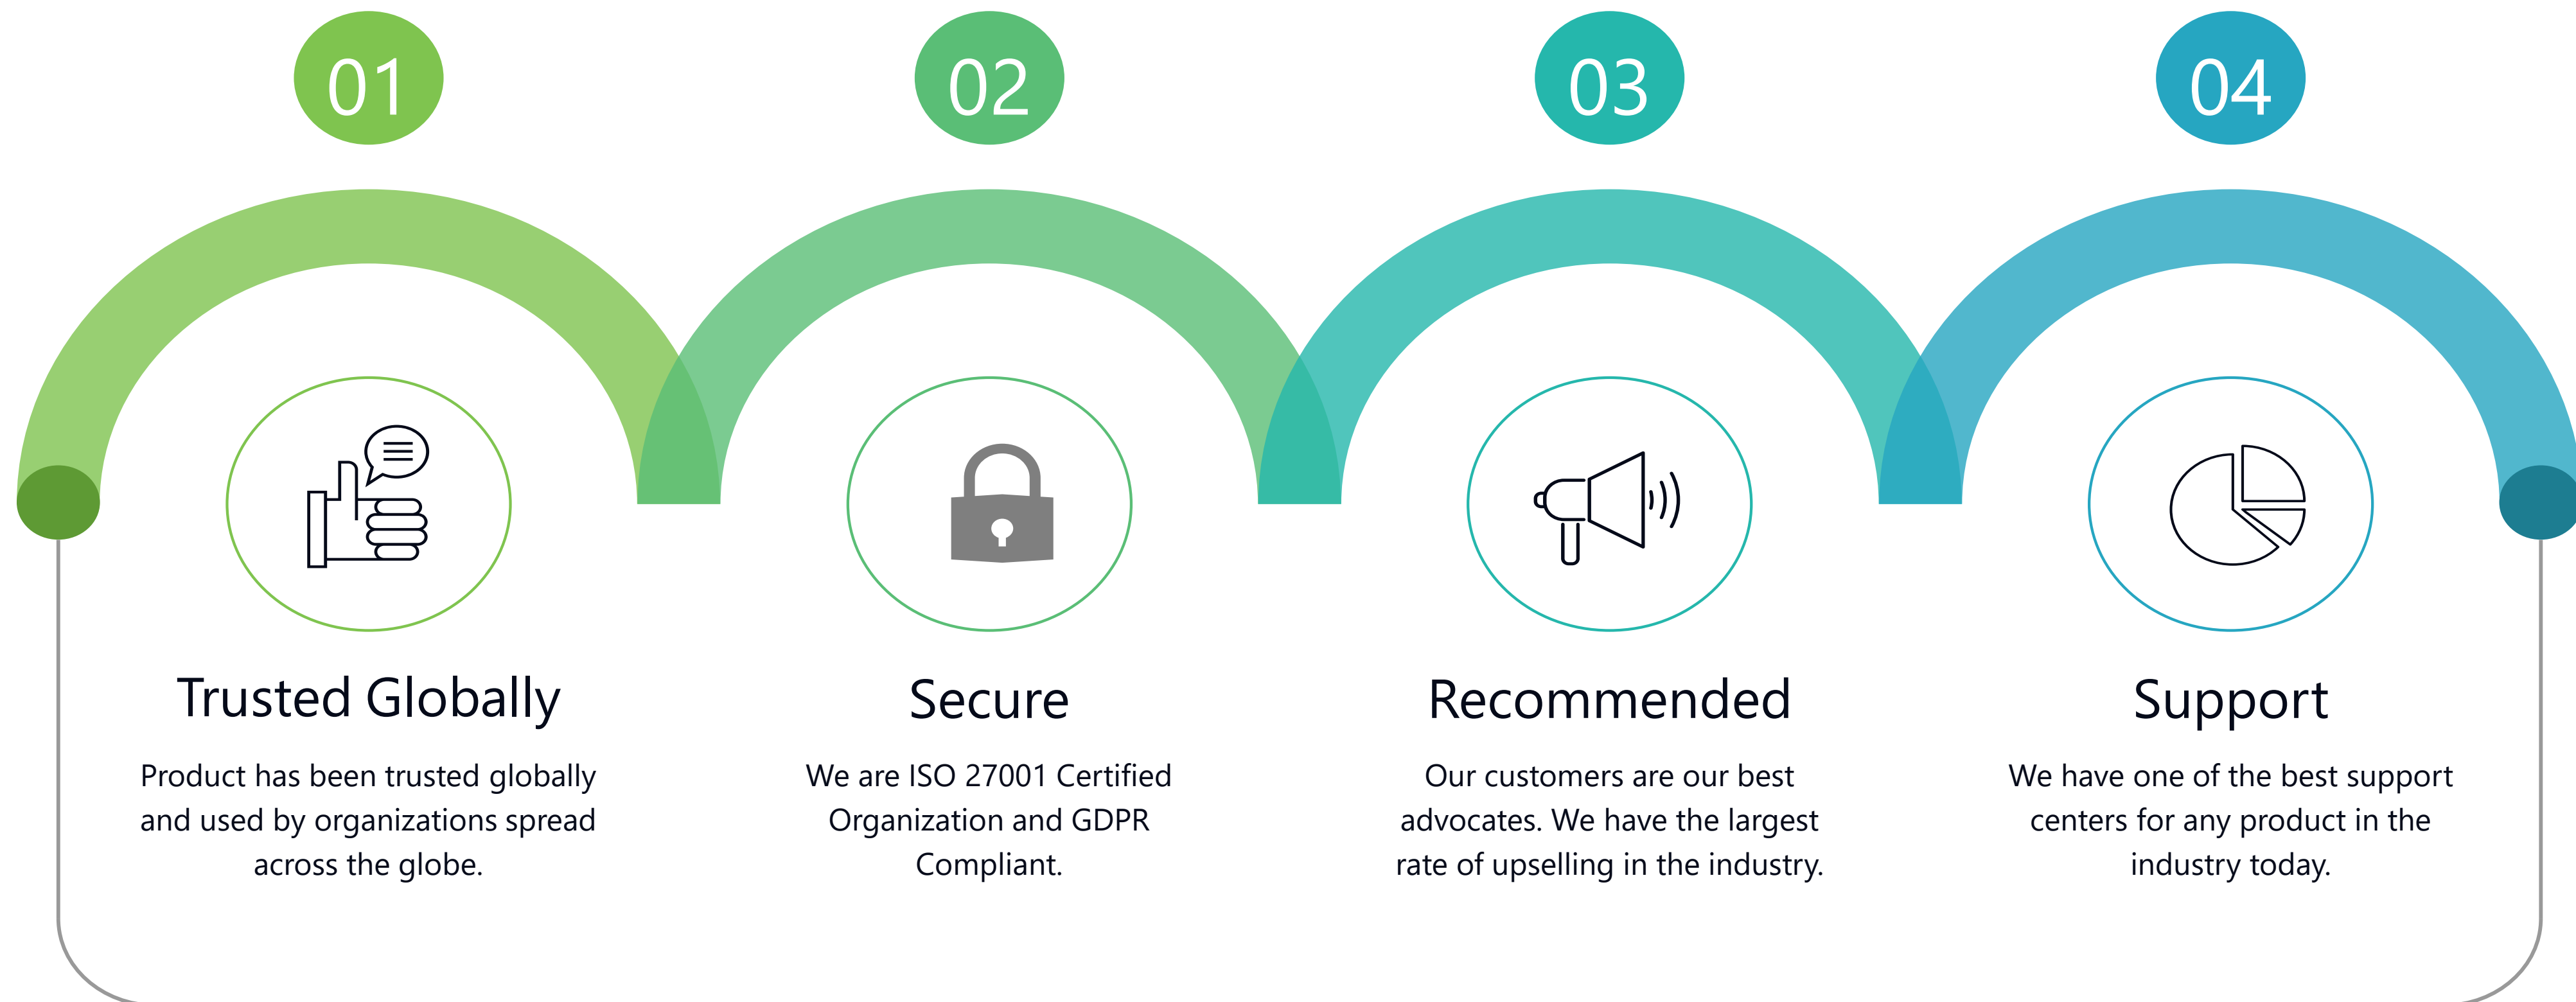 01
02
03
04
Trusted Globally
Product has been trusted globally
and used by organizations spread
across the globe.
Secure
We are ISO 27001 Certified
Organization and GDPR
Compliant.
Recommended
Our customers are our best
advocates. We have the largest
rate of upselling in the industry.
Support
We have one of the best support
centers for any product in the
industry today.